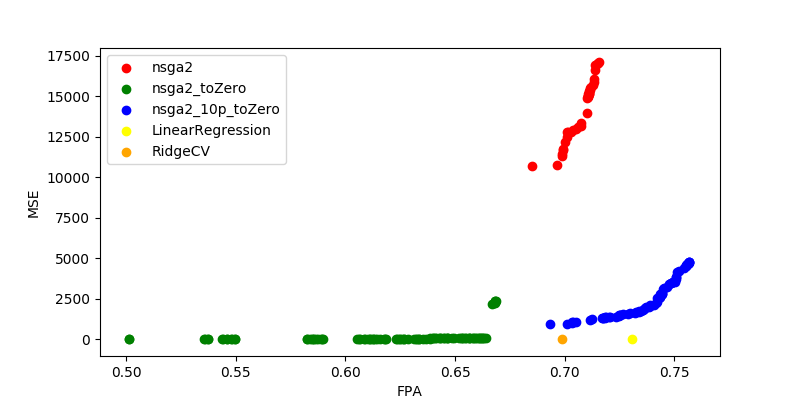 17500
15000
12500
10000
7500
5000
2500
0
MSE
nsga2
nsga2_toZero
nsga2_10p_toZero
LinearRegression
RidgeCV
0.50 0.55 0.60 0.65 0.70 0.75
FPA